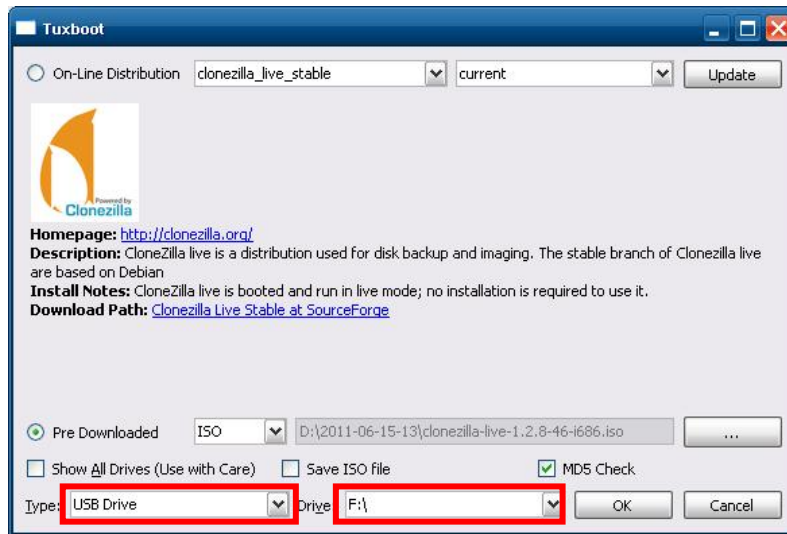 Tuxboot
On-Line Distribution clonezilla_live_stable current Update
Powered by
Clonezilla
Homepage: http://clonezilla.org/
Description: CloneZilla live is a distribution used for disk backup and imaging. The stable branch of Clonezilla live
are based on Debian
Install Notes: CloneZilla live is booted and run in live mode; no installation is required to use it.
Download Path: Clonezilla Live Stable at SourceForge
Pre Downloaded ISO D:\2011-06-15-13\clonezilla-live-1.2.8-46-i686.iso ...
Show All Drives (Use with Care) Save ISO file MD5 Check
Type: USB Drive Drive F:\ OK Cancel